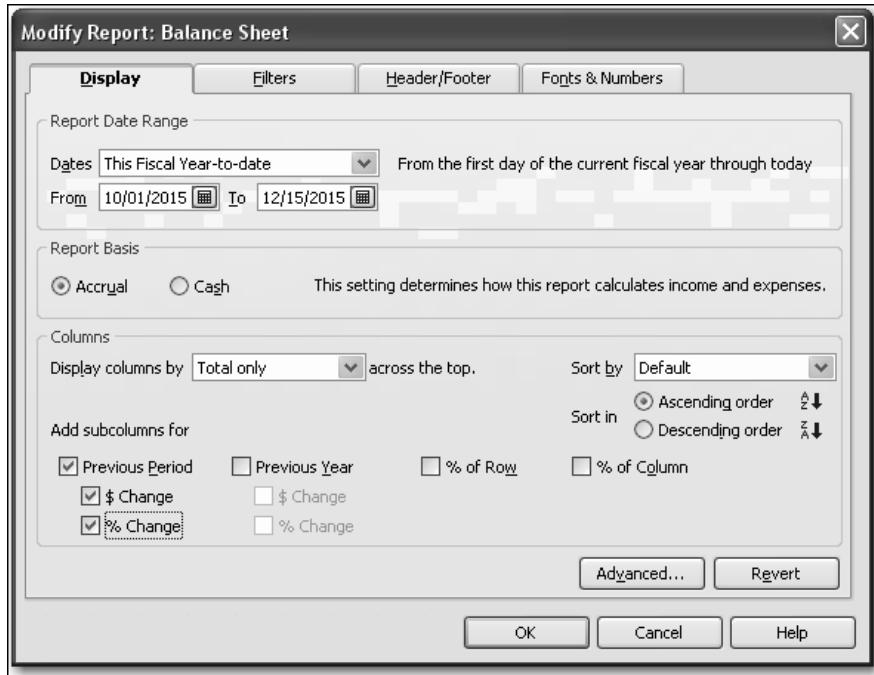 Modify Report: Balance Sheet
Display Filters Header/Footer Fonts & Numbers
Report Date Range
Dates This Fiscal Year-to-date From the first day of the current fiscal year through today
From 10/01/2015 To 12/15/2015
Report Basis
Accrual Cash This setting determines how this report calculates income and expenses.
Columns
Display columns by Total only across the top. Sort by Default
Sort in Ascending order A Z
Descending order Z A
Add subcolumns for
Previous Period Previous Year % of Row % of Column
$ Change $ Change
% Change % Change
Advanced... Revert
OK Cancel Help